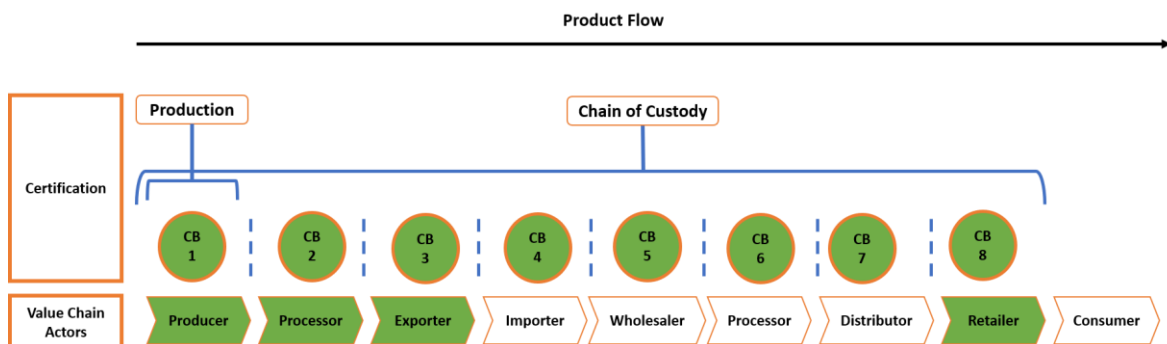 Product Flow
Production
Chain of Custody
Certification
CB
1
CB
2
CB
3
CB
4
CB
5
CB
6
CB
7
CB
8
Value Chain
Actors
Producer
Processor
Exporter
Importer
Wholesaler
Processor
Distributor
Retailer
Consumer